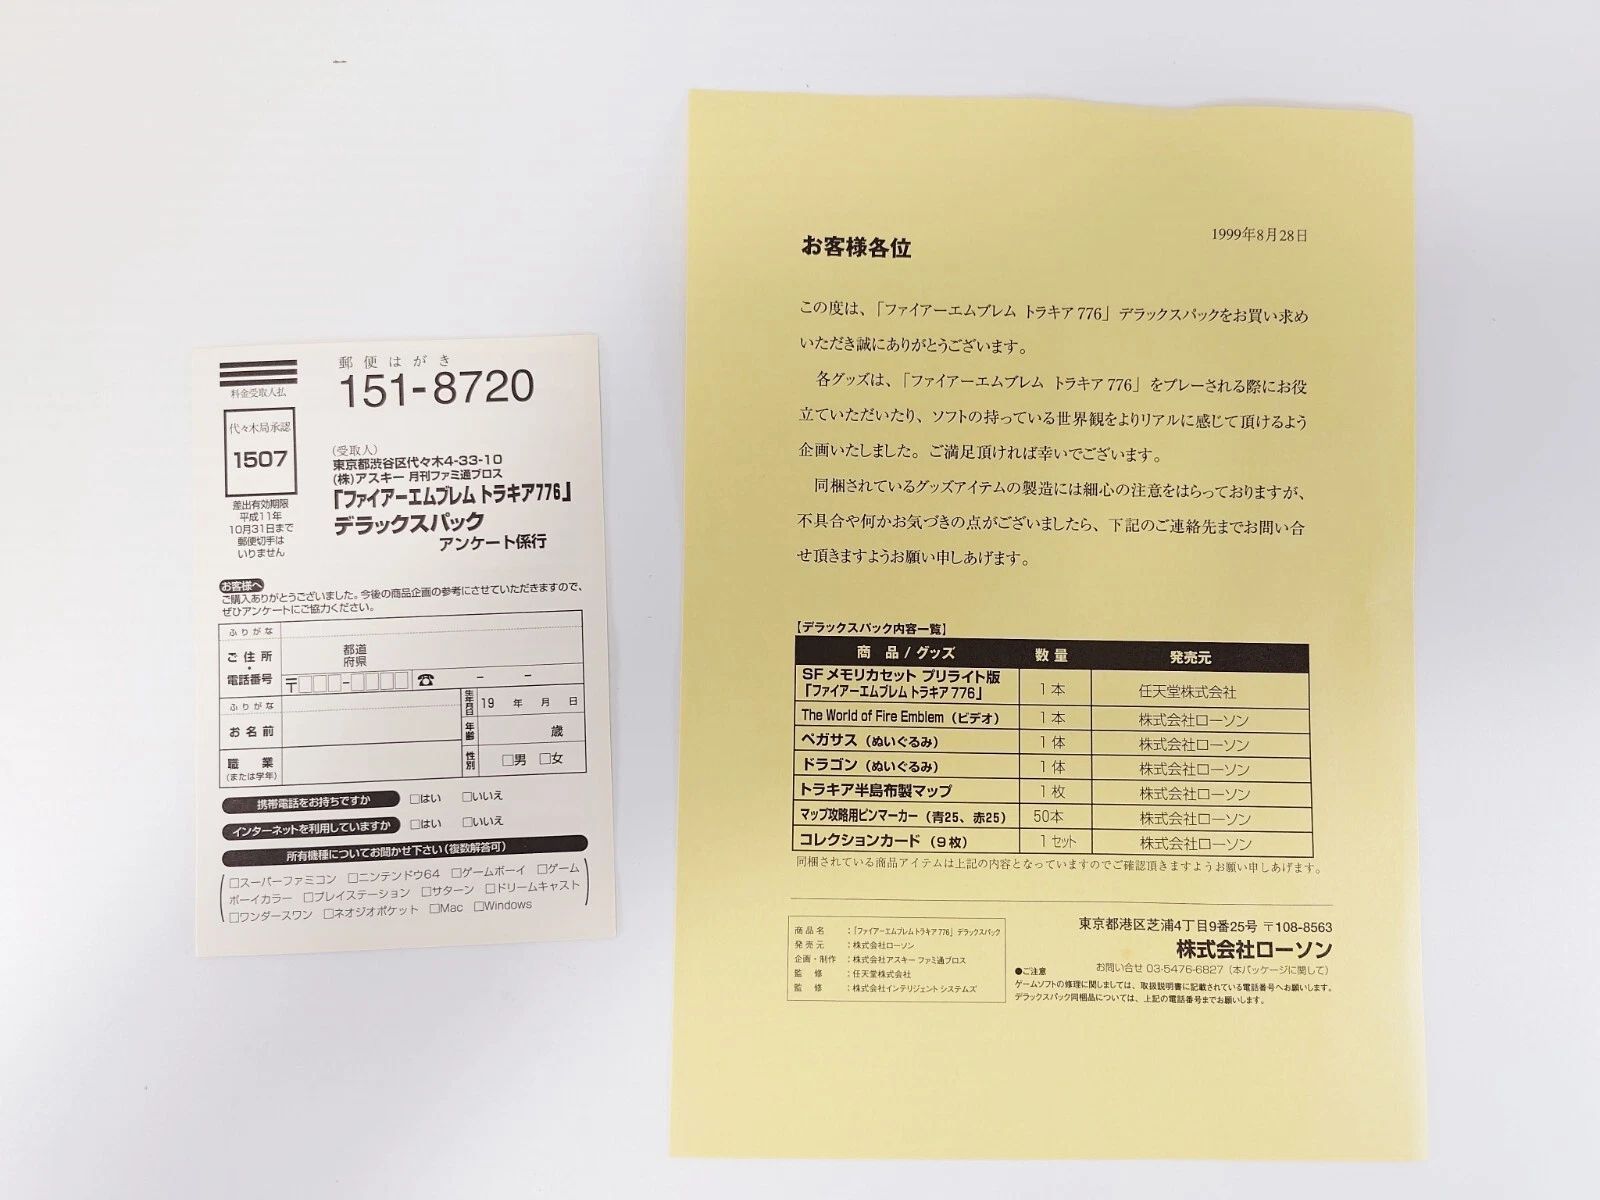 郵便はがき
151-8720
料金受取人払
代々木局承認
1507
差出有効期限
平成11年
10月31日まで
郵便切手は
いりません
(受取人)
東京都渋谷区代々木4-33-10
(株)アスキー 月刊ファミ通ブロス
「ファイアーエムブレム トラキア776」
デラックスパック
アンケート係行
お客様へ
ご購入ありがとうございました。今後の商品企画の参考にさせていただきますので、
ぜひアンケートにご協力ください。
ふりがな
ご住所
・
電話番号
都道
府県
〒□□□-□□□□ ☎ - -
ふりがな
お名前
生年月日 19 年 月 日
年齢 歳
職業
(または学年)
性別 □男 □女
携帯電話をお持ちですか □はい □いいえ
インターネットを利用していますか □はい □いいえ
所有機種についてお聞かせ下さい(複数解答可)
□スーパーファミコン □ニンテンドウ64 □ゲームボーイ □ゲーム
ボーイカラー □プレイステーション □サターン □ドリームキャスト
□ワンダースワン □ネオジオポケット □Mac □Windows
1999年8月28日
お客様各位
この度は、「ファイアーエムブレム トラキア776」デラックスパックをお買い求め
いただき誠にありがとうございます。
各グッズは、「ファイアーエムブレム トラキア776」をプレーされる際にお役
立ていただいたり、ソフトの持っている世界観をよりリアルに感じて頂けるよう
企画いたしました。ご満足頂ければ幸いでございます。
同梱されているグッズアイテムの製造には細心の注意をはらっておりますが、
不具合や何かお気づきの点がございましたら、下記のご連絡先までお問い合
せ頂きますようお願い申しあげます。
【デラックスパック内容一覧】
商品/グッズ 数量 発売元
SFメモリカセット プリライト版
「ファイアーエムブレム トラキア776」 1本 任天堂株式会社
The World of Fire Emblem(ビデオ) 1本 株式会社ローソン
ペガサス(ぬいぐるみ) 1体 株式会社ローソン
ドラゴン(ぬいぐるみ) 1体 株式会社ローソン
トラキア半島布製マップ 1枚 株式会社ローソン
マップ攻略用ピンマーカー(青25、赤25) 50本 株式会社ローソン
コレクションカード(9枚) 1セット 株式会社ローソン
同梱されている商品アイテムは上記の内容となっていますのでご確認頂きますようお願い申しあげます。
商品名 :「ファイアーエムブレム トラキア776」デラックスパック
発売元 :株式会社ローソン
企画・制作 :株式会社アスキー ファミ通ブロス
監修 :任天堂株式会社
監修 :株式会社インテリジェントシステムズ
東京都港区芝浦4丁目9番25号 〒108-8563
株式会社ローソン
お問い合せ 03-5476-6827(本パッケージに関して)
●ご注意
ゲームソフトの修理に関しましては、取扱説明書に記載されている電話番号へお願いします。
デラックスパック同梱品については、上記の電話番号までお願いします。